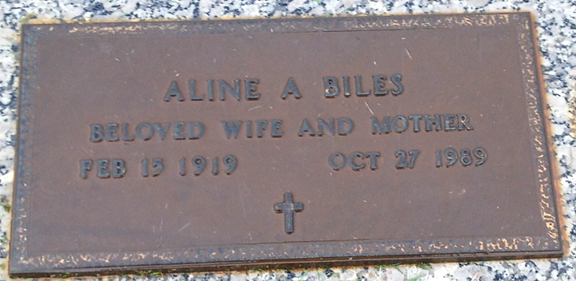 ALINE A BILES
BELOVED WIFE AND MOTHER
FEB 15 1919 OCT 27 1989